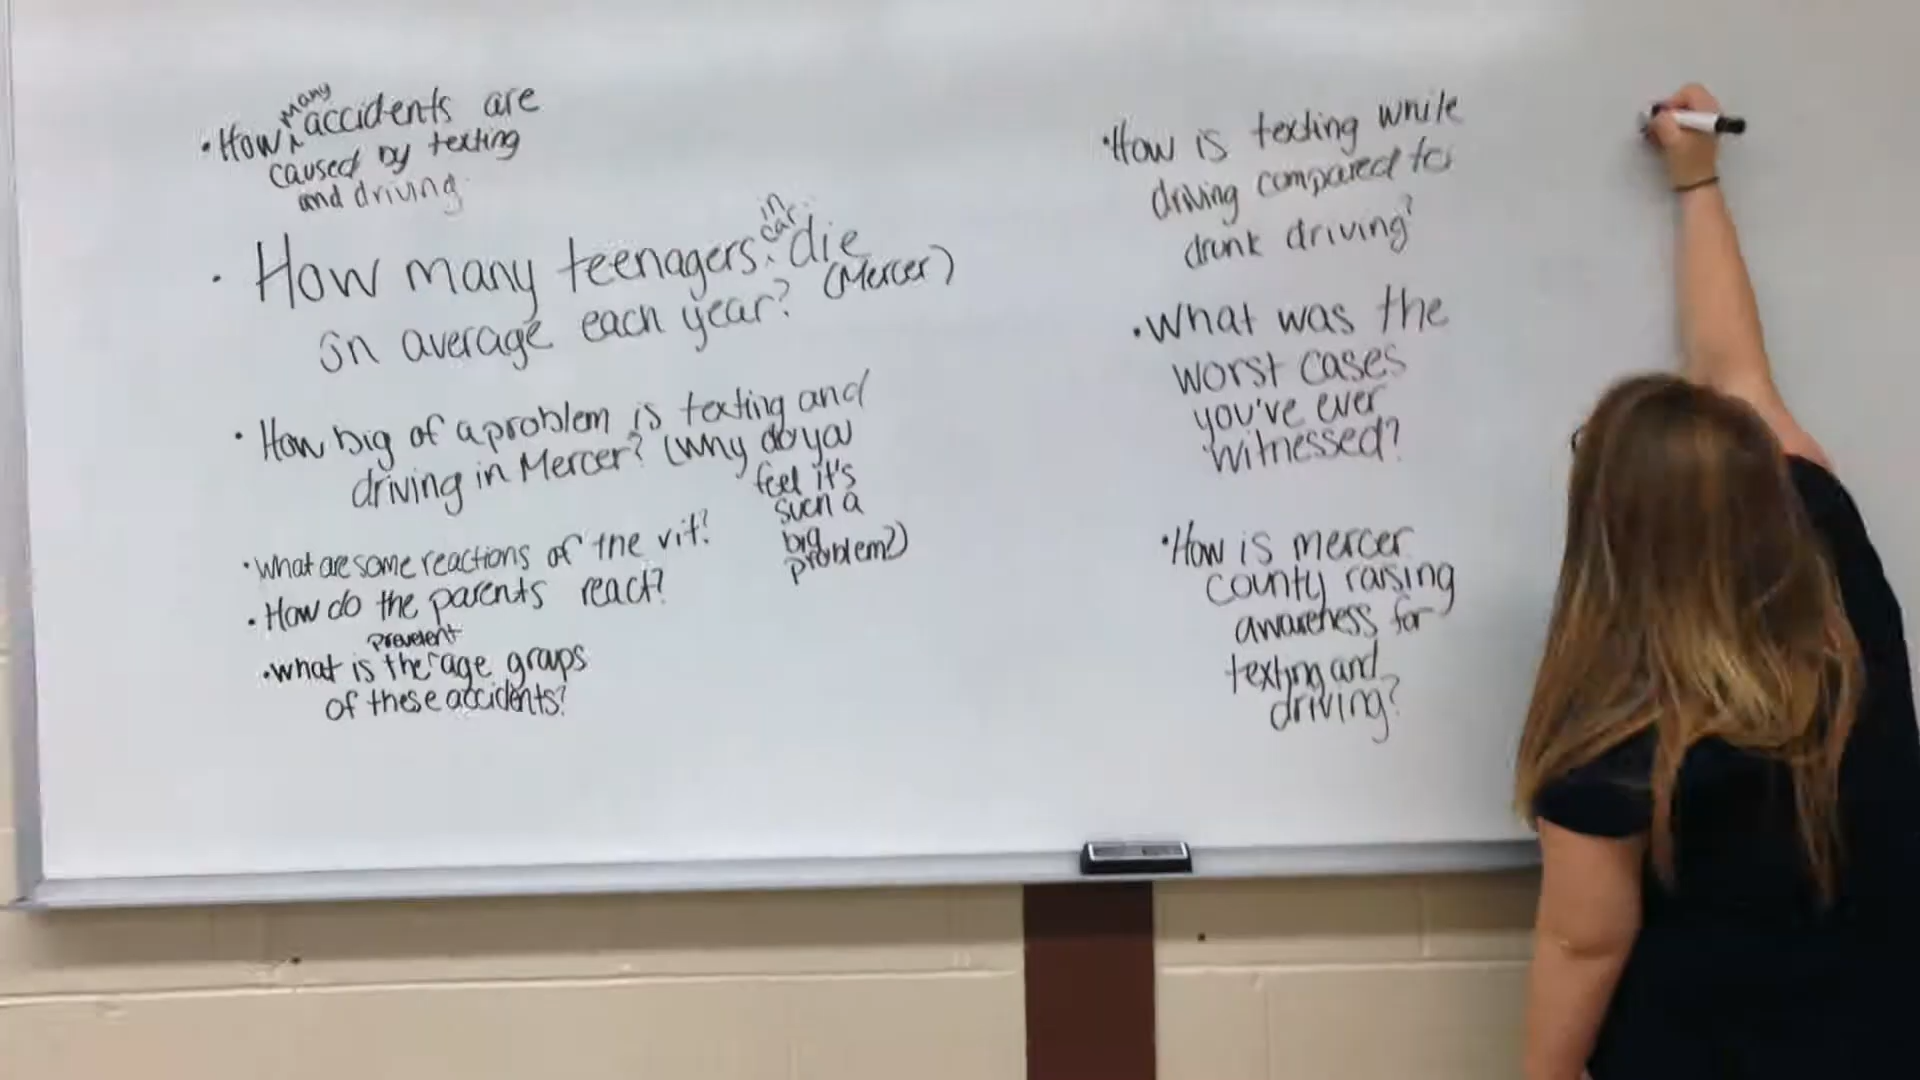 •How many accidents are
caused by texting
and driving
• How many teenagers in car die
on average each year? (Mercer)
• How big of a problem is texting and
driving in Mercer? (Why do you
feel it's
such a
big
problem?)
•What are some reactions of the vit?
• How do the parents react?
•what is the prevelent age groups
of these accidents?
•How is texting while
driving compared to
drunk driving?
•What was the
worst cases
you've ever
witnessed?
•How is mercer
county raising
awareness for
texting and
driving?